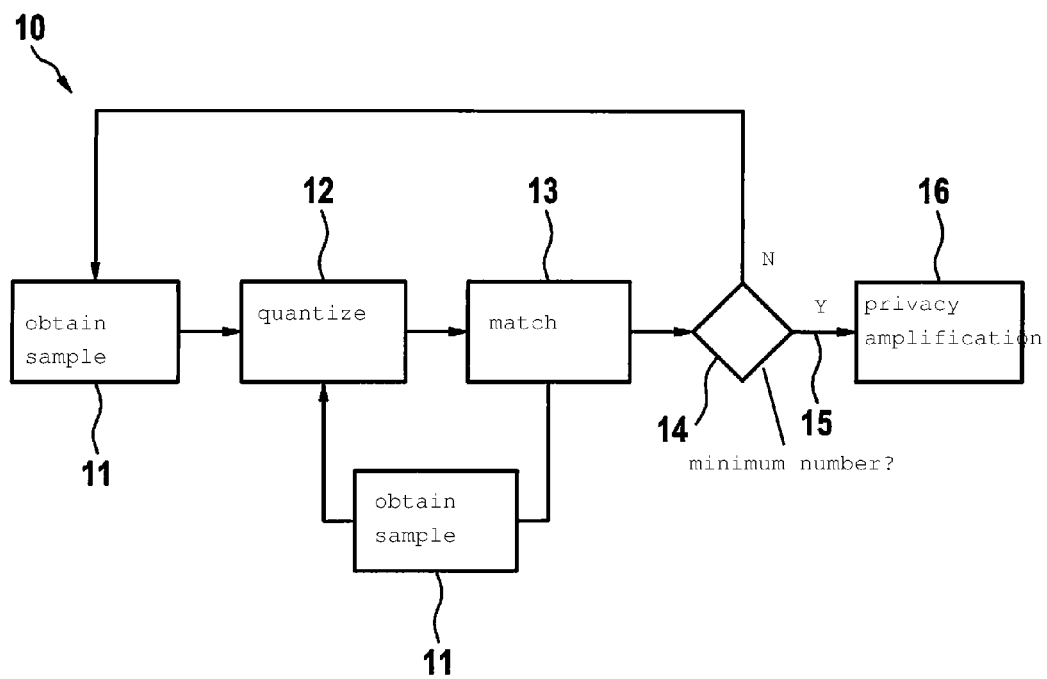 10
12
13
16
N
obtain
sample
quantize
match
Y
privacy
amplification
11
14
15
minimum number?
obtain
sample
11